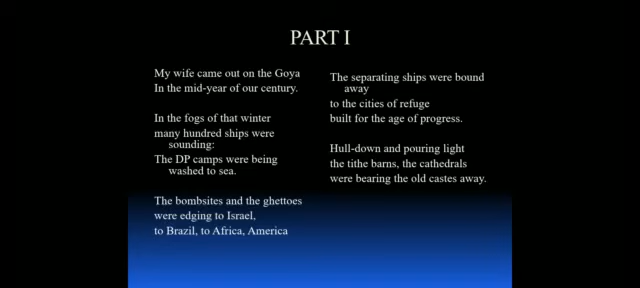 PART I
My wife came out on the Goya
In the mid-year of our century.
In the fogs of that winter
many hundred ships were
sounding:
The DP camps were being
washed to sea.
The bombsites and the ghettoes
were edging to Israel,
to Brazil, to Africa, America
The separating ships were bound
away
to the cities of refuge
built for the age of progress.
Hull-down and pouring light
the tithe barns, the cathedrals
were bearing the old castes away.